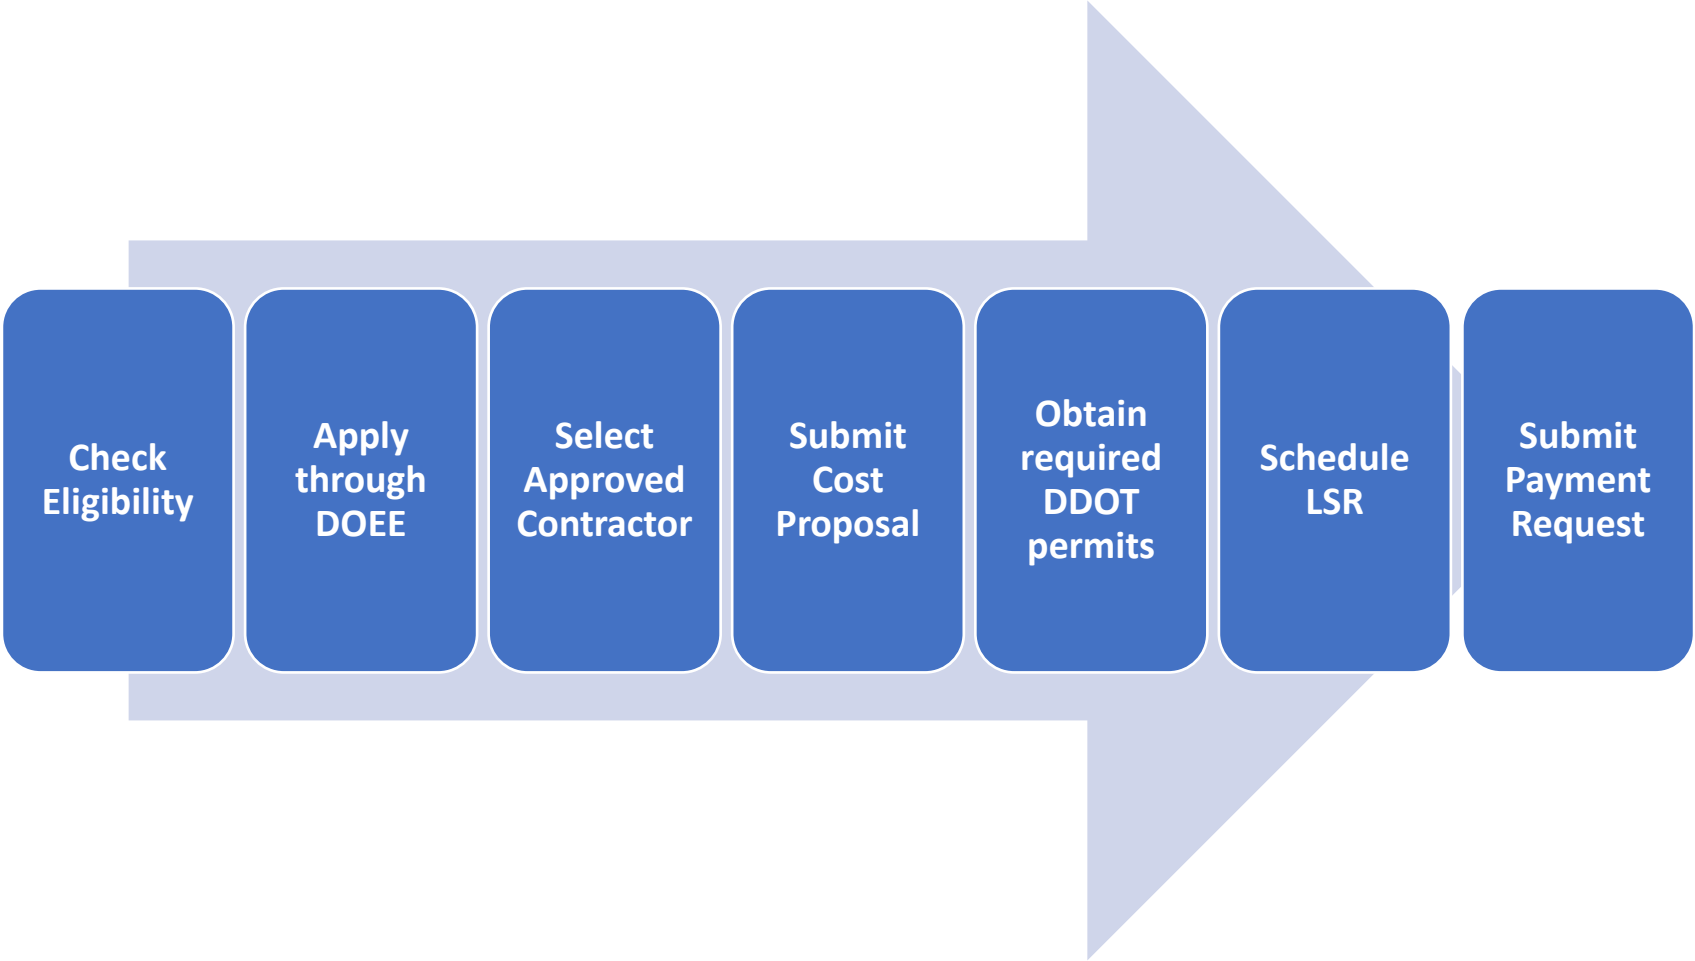 Check
Eligibility
Apply
through
DOEE
Select
Approved
Contractor
Submit
Cost
Proposal
Obtain
required
DDOT
permits
Schedule
LSR
Submit
Payment
Request